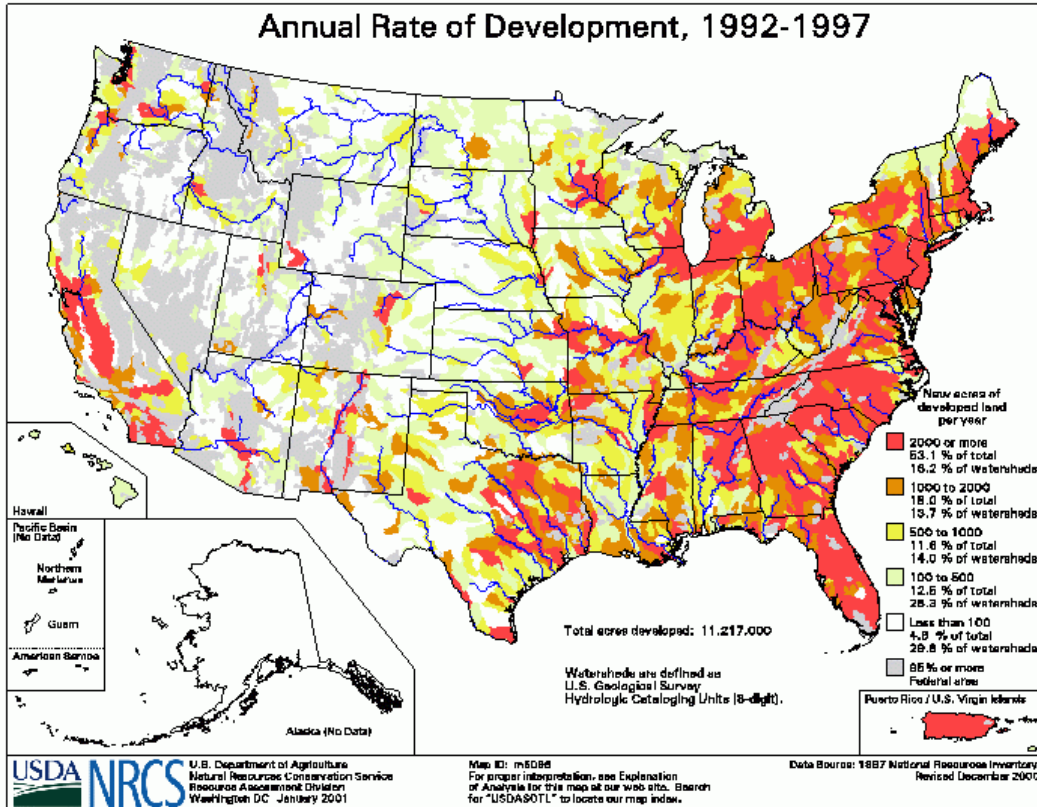 Annual Rate of Development, 1992-1997
New acres of
developed land
per year
2000 or more
53.1 % of total
16.2 % of watersheds
1000 to 2000
18.0 % of total
13.7 % of watersheds
500 to 1000
11.6 % of total
14.0 % of watersheds
100 to 500
12.5 % of total
26.3 % of watersheds
Less than 100
% of total
% of watersheds
95% or more
Federal area
Hawaii
Pacific Basin
(No Data)
Northern
Marianas
Guam
American Samoa
Alaska (No Data)
Total acres developed: 11,217,000
Watersheds are defined as
U.S. Geological Survey
Hydrologic Cataloging Units (8-digit).
Puerto Rico / U.S. Virgin Islands
USDA
NRCS
U.S. Department of Agriculture
Natural Resources Conservation Service
Resource Assessment Division
Washington DC January 2001
Map ID: m5096
For proper interpretation, see Explanation
of Analysis for this map at our web site. Search
for "USDASOTL" to locate our map index.
Data Source: 1997 National Resources Inventory
Revised December 2000